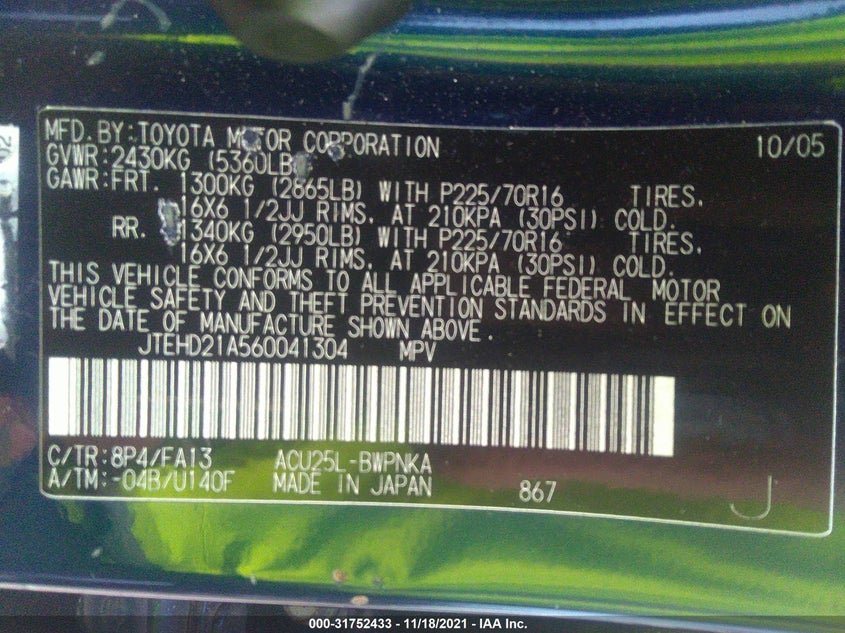 MFD. BY: TOYOTA MOTOR CORPORATION 10/05
GVWR: 2430KG (5360LB)
GAWR: FRT. 1300KG (2865LB) WITH P225/70R16 TIRES,
16X6 1/2JJ RIMS, AT 210KPA (30PSI) COLD.
RR. 1340KG (2950LB) WITH P225/70R16 TIRES,
16X6 1/2JJ RIMS, AT 210KPA (30PSI) COLD.
THIS VEHICLE CONFORMS TO ALL APPLICABLE FEDERAL MOTOR
VEHICLE SAFETY AND THEFT PREVENTION STANDARDS IN EFFECT ON
THE DATE OF MANUFACTURE SHOWN ABOVE.
JTEHD21A560041304 MPV
C/TR: 8P4/FA13 ACU25L-BWPNKA
A/TM: -04B/U140F MADE IN JAPAN 867 J
000-31752433 - 11/18/2021 - IAA Inc.